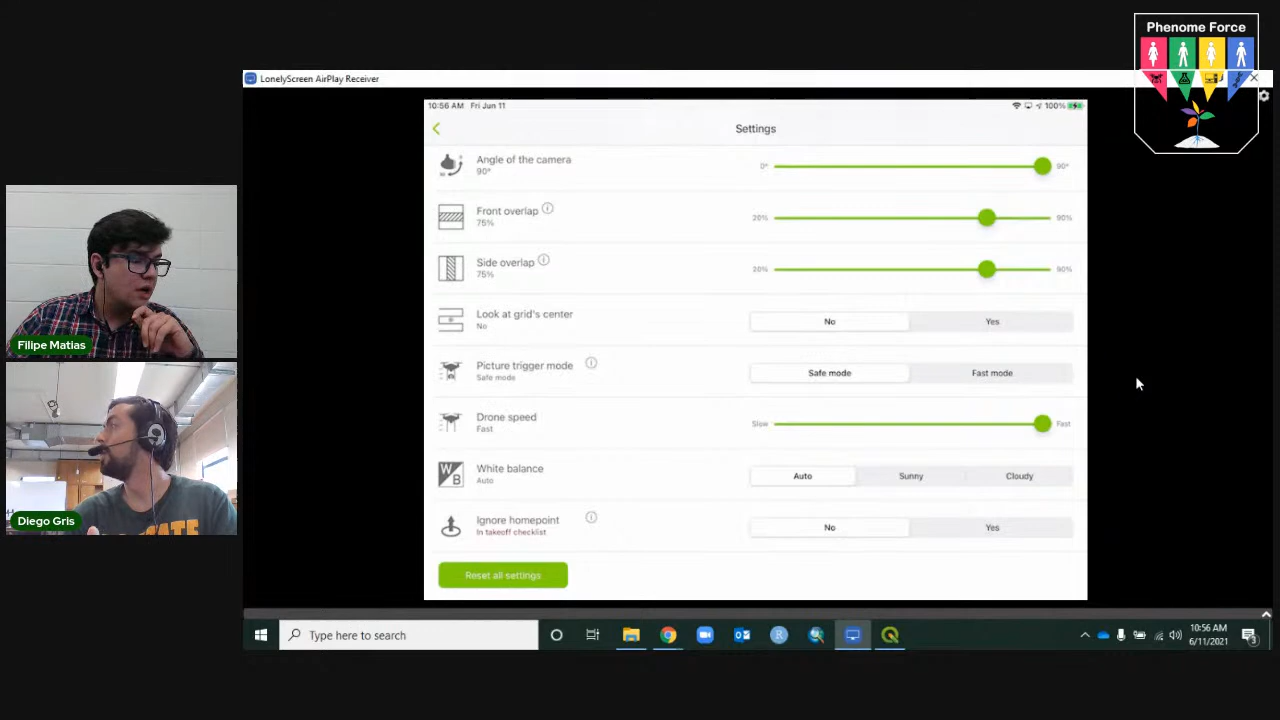 Phenome Force
LonelyScreen AirPlay Receiver
10:56 AM Fri Jun 11
100%
Settings
Angle of the camera
90°
0°
90°
Front overlap
75%
20%
90%
Side overlap
75%
20%
90%
Look at grid's center
No
No
Yes
Picture trigger mode
Safe mode
Safe mode
Fast mode
Drone speed
Fast
Slow
Fast
White balance
Auto
Auto
Sunny
Cloudy
W
B
Ignore homepoint
In takeoff checklist
No
Yes
Reset all settings
Filipe Matias
Diego Gris
Type here to search
10:56 AM
6/11/2021